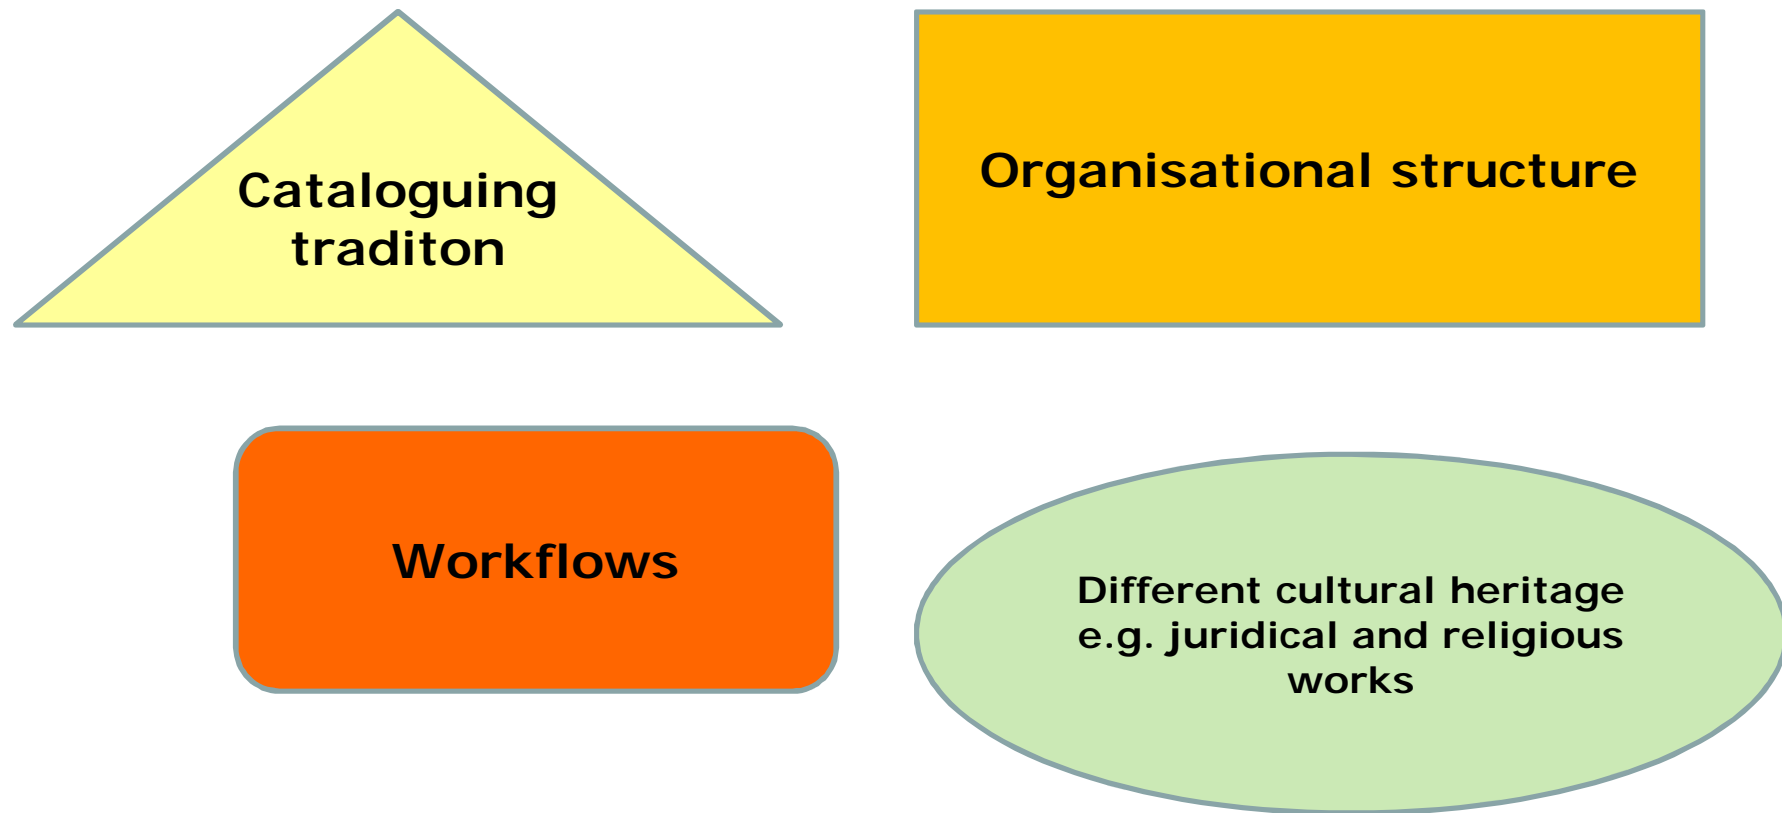 Cataloguing
traditon
Organisational structure
Workflows
Different cultural heritage
e.g. juridical and religious
works